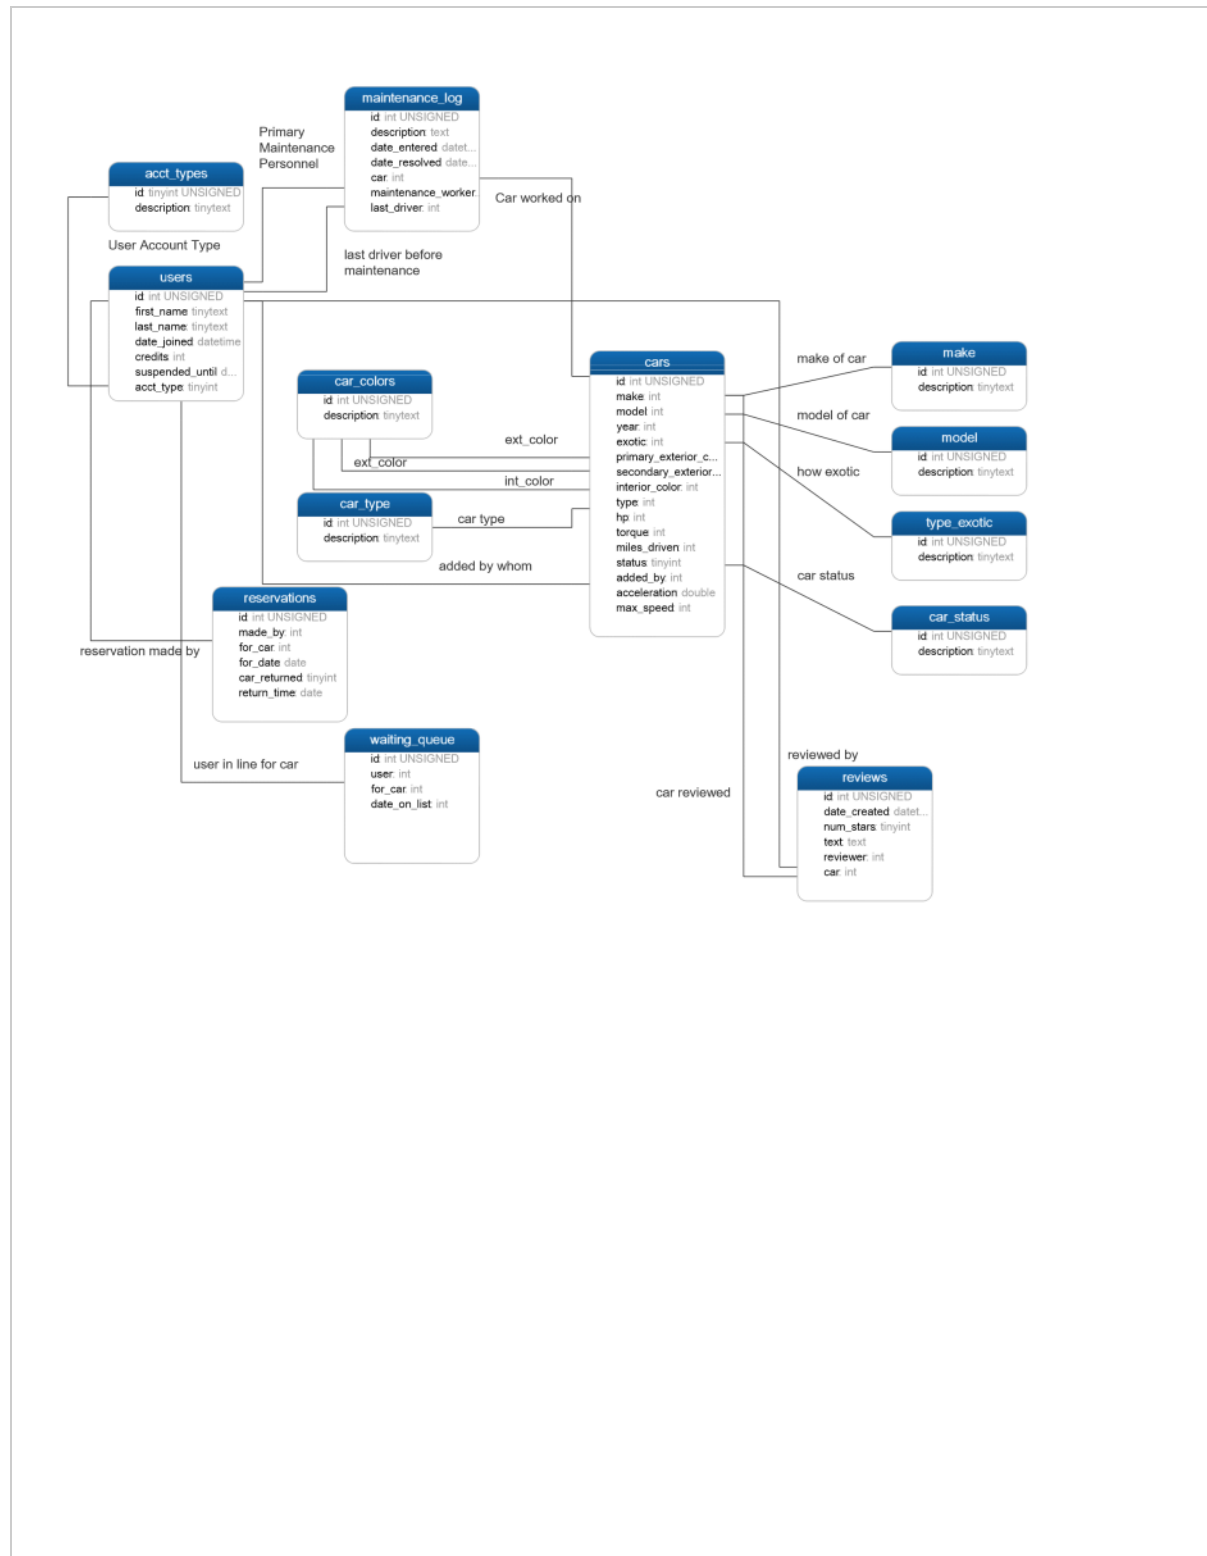 maintenance_log
id: int UNSIGNED
description: text
date_entered: datet...
date_resolved: date...
car: int
maintenance_worker...
last_driver: int
Primary
Maintenance
Personnel
acct_types
id: tinyint UNSIGNED
description: tinytext
Car worked on
User Account Type
last driver before
maintenance
users
id: int UNSIGNED
first_name: tinytext
last_name: tinytext
date_joined: datetime
credits: int
suspended_until: d...
acct_type: tinyint
car_colors
id: int UNSIGNED
description: tinytext
cars
id: int UNSIGNED
make: int
model: int
year: int
exotic: int
primary_exterior_c...
secondary_exterior...
interior_color: int
type: int
hp: int
torque: int
miles_driven: int
status: tinyint
added_by: int
acceleration: double
max_speed: int
make of car
make
id: int UNSIGNED
description: tinytext
model of car
model
id: int UNSIGNED
description: tinytext
how exotic
type_exotic
id: int UNSIGNED
description: tinytext
car status
car_status
id: int UNSIGNED
description: tinytext
ext_color
ext_color
int_color
car_type
id: int UNSIGNED
description: tinytext
car type
added by whom
reservations
id: int UNSIGNED
made_by: int
for_car: int
for_date: date
car_returned: tinyint
return_time: date
reservation made by
waiting_queue
id: int UNSIGNED
user: int
for_car: int
date_on_list: int
user in line for car
reviewed by
car reviewed
reviews
id: int UNSIGNED
date_created: datet...
num_stars: tinyint
text: text
reviewer: int
car: int